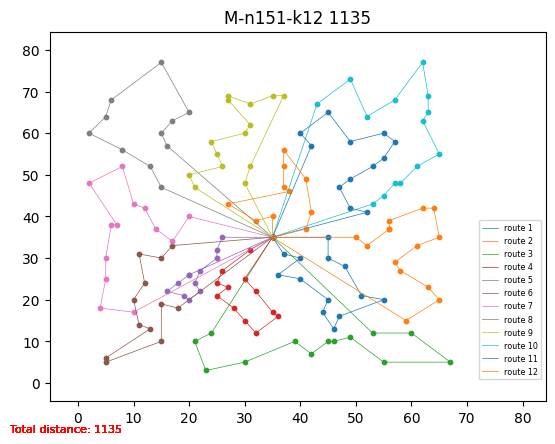 M-n151-k12 1135
80
70
60
50
40
30
20
10
0
0 10 20 30 40 50 60 70 80
route 1
route 2
route 3
route 4
route 5
route 6
route 7
route 8
route 9
route 10
route 11
route 12
Total distance: 1135